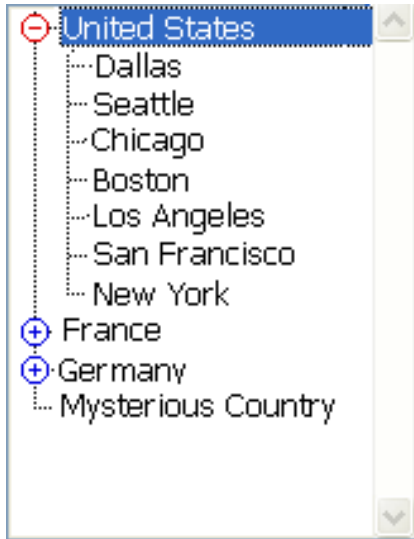 United States
Dallas
Seattle
Chicago
Boston
Los Angeles
San Francisco
New York
France
Germany
Mysterious Country